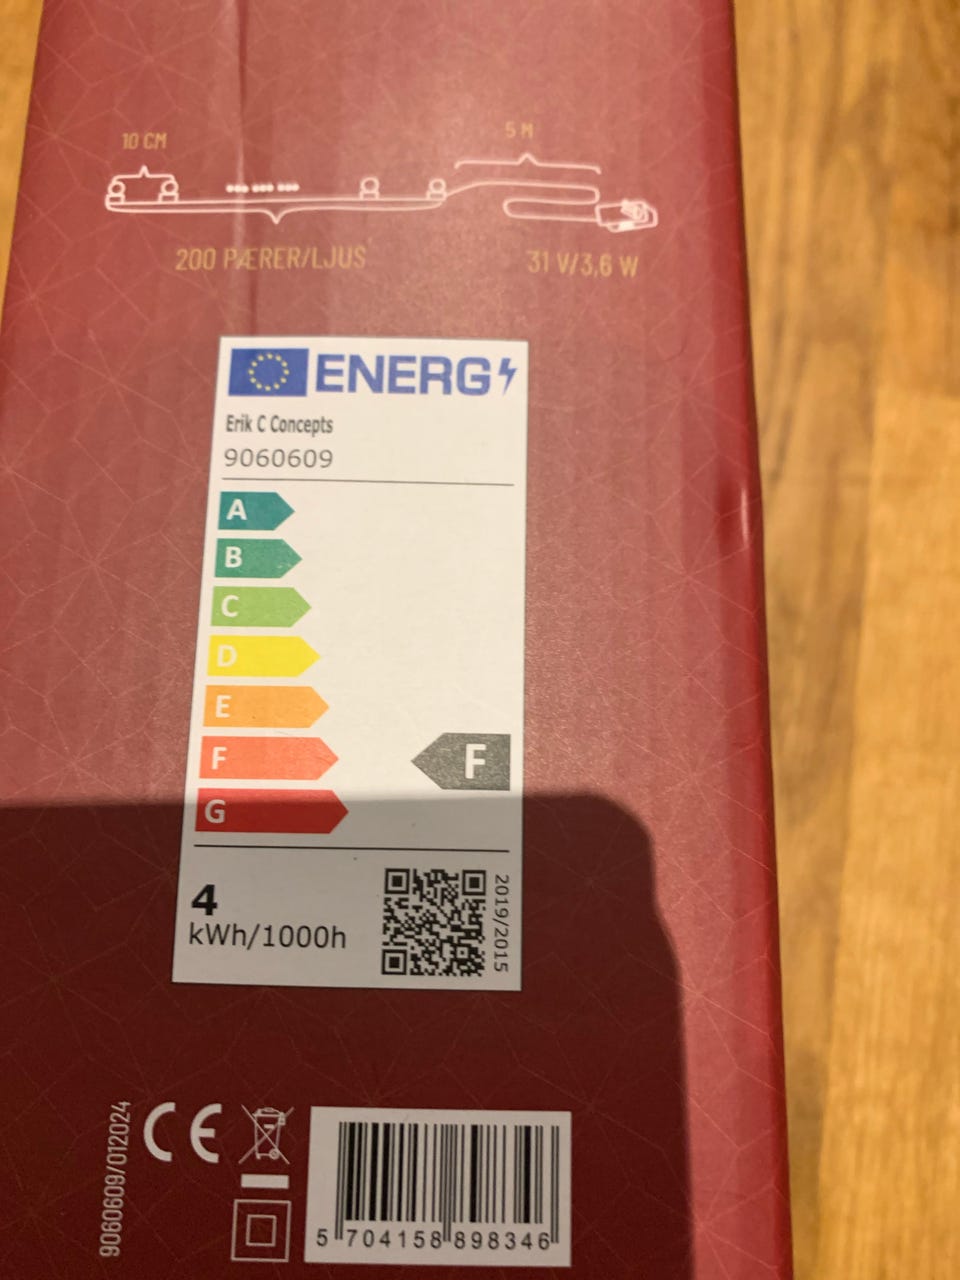 10 CM
5 M
200 PÆRER/LJUS
31 V/3,6 W
ENERG
Erik C Concepts
9060609
A
B
C
D
E
F
F
G
4
kWh/1000h
2019/2015
9060609/012024
CE
5 704158 898346